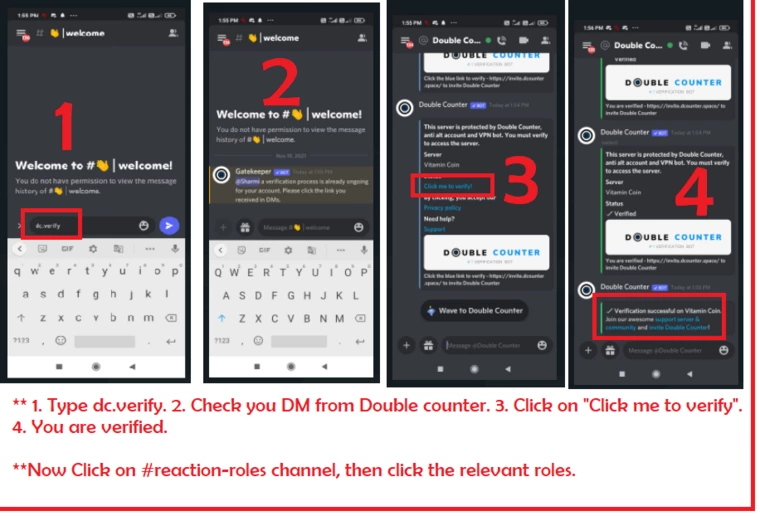 1:55 PM
# 👋 | welcome
1
Welcome to #👋 | welcome!
You do not have permission to view the message
history of #👋 | welcome.
dc.verify
GIF
q w e r t y u i o p
a s d f g h j k l
z x c v b n m
?123 , .
1:55 PM
# 👋 | welcome
2
Welcome to #👋 | welcome!
You do not have permission to view the message
history of #👋 | welcome.
Gatekeeper BOT Today at 1:55 PM
@Sharmi a verification process is already ongoing
for your account. Please click the link you
received in DMs.
Message #👋 | welcome
GIF
Q W E R T Y U I O P
A S D F G H J K L
Z X C V B N M
?123 , .
1:55 PM
@ Double Co...
DOUBLE COUNTER
Click the blue link to verify - https://invite.dcounter
.space/ to invite Double Counter
Double Counter BOT Today at 1:54 PM
This server is protected by Double Counter,
anti alt account and VPN bot. You must verify
to access the server.
Server
Vitamin Coin
Click me to verify!
3
by clicking, you accept our
Privacy policy
Need help?
Support
DOUBLE COUNTER
#1 VERIFICATION BOT
Click the blue link to verify - https://invite.dcounter
.space/ to invite Double Counter
Wave to Double Counter
Message @Double Counter
1:56 PM
@ Double Co...
Verified
DOUBLE COUNTER
#1 VERIFICATION BOT
You are verified - https://invite.dcounter.space/ to
invite Double Counter
Double Counter BOT Today at 1:54 PM
This server is protected by Double Counter,
anti alt account and VPN bot. You must verify
to access the server.
Server
Vitamin Coin
Status
✓ Verified
4
DOUBLE COUNTER
#1 VERIFICATION BOT
You are verified - https://invite.dcounter.space/ to
invite Double Counter
Double Counter BOT Today at 1:55 PM
✓ Verification successful on Vitamin Coin.
Join our awesome support server &
community and invite Double Counter!
Message @Double Counter
** 1. Type dc.verify. 2. Check you DM from Double counter. 3. Click on "Click me to verify".
4. You are verified.
**Now Click on #reaction-roles channel, then click the relevant roles.